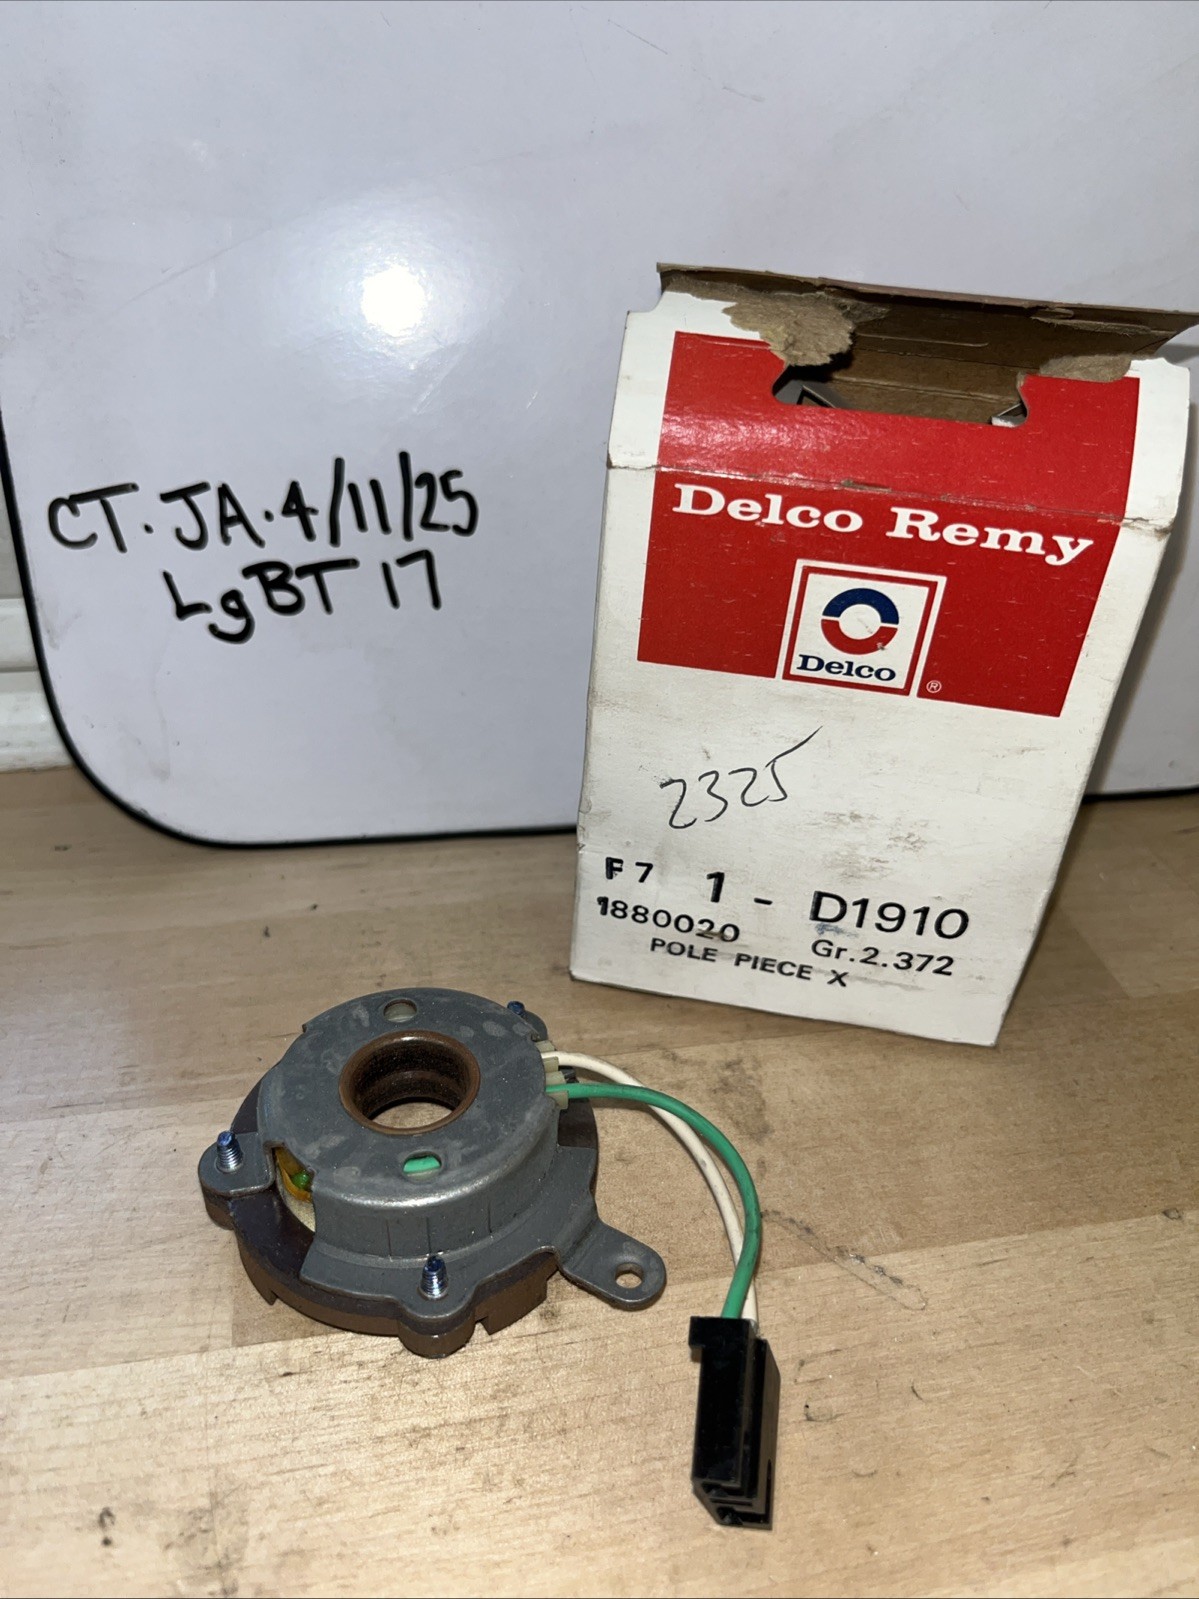 CT. JA. 4/11/25
LgBT 17
Delco Remy
Delco
®
2325
F7 1 - D1910
1880020 Gr.2.372
POLE PIECE X